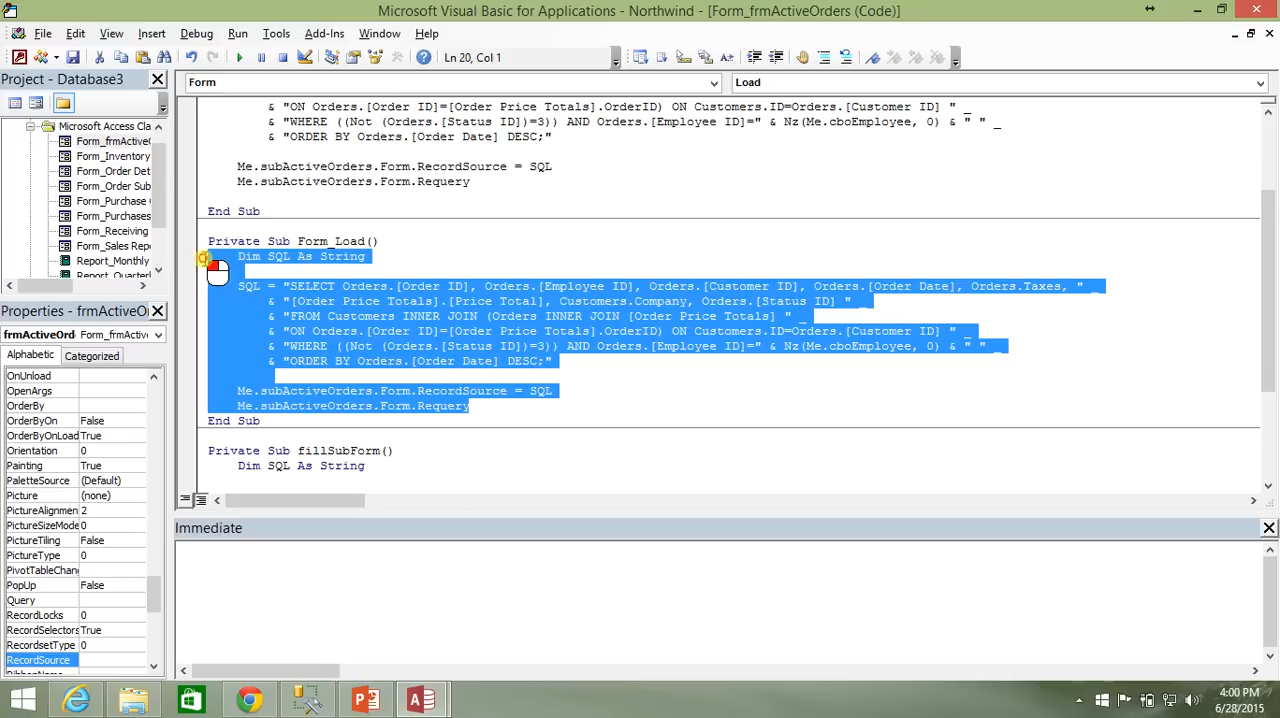 Microsoft Visual Basic for Applications - Northwind - [Form_frmActiveOrders (Code)]
File Edit View Insert Debug Run Tools Add-Ins Window Help
Ln 20, Col 1
Project - Database3
Form
Load
Microsoft Access Cla
Form_frmActiveO
Form_Inventory
Form_Order Det
Form_Order Sub
Form_Purchase
Form_Purchases
Form_Receiving
Form_Sales Repo
Report_Monthly
Report_Quarterl
& "ON Orders.[Order ID]=[Order Price Totals].OrderID) ON Customers.ID=Orders.[Customer ID] " _
& "WHERE ((Not (Orders.[Status ID])=3)) AND Orders.[Employee ID]=" & Nz(Me.cboEmployee, 0) & " " _
& "ORDER BY Orders.[Order Date] DESC;"
Me.subActiveOrders.Form.RecordSource = SQL
Me.subActiveOrders.Form.Requery
End Sub
Private Sub Form_Load()
Dim SQL As String
SQL = "SELECT Orders.[Order ID], Orders.[Employee ID], Orders.[Customer ID], Orders.[Order Date], Orders.Taxes, " _
& "[Order Price Totals].[Price Total], Customers.Company, Orders.[Status ID] " _
& "FROM Customers INNER JOIN (Orders INNER JOIN [Order Price Totals] " _
& "ON Orders.[Order ID]=[Order Price Totals].OrderID) ON Customers.ID=Orders.[Customer ID] " _
& "WHERE ((Not (Orders.[Status ID])=3)) AND Orders.[Employee ID]=" & Nz(Me.cboEmployee, 0) & " " _
& "ORDER BY Orders.[Order Date] DESC;"
Me.subActiveOrders.Form.RecordSource = SQL
Me.subActiveOrders.Form.Requery
End Sub
Private Sub fillSubForm()
Dim SQL As String
Properties - frmActiveO
frmActiveOrd Form_frmActiv
Alphabetic Categorized
OnUnload
OpenArgs
OrderBy
OrderByOn False
OrderByOnLoad True
Orientation 0
Painting True
PaletteSource (Default)
Picture (none)
PictureAlignmen 2
PictureSizeMode 0
PictureTiling False
PictureType 0
PivotTableChang
PopUp False
Query
RecordLocks 0
RecordSelectors True
RecordsetType 0
RecordSource
Immediate
4:00 PM
6/28/2015